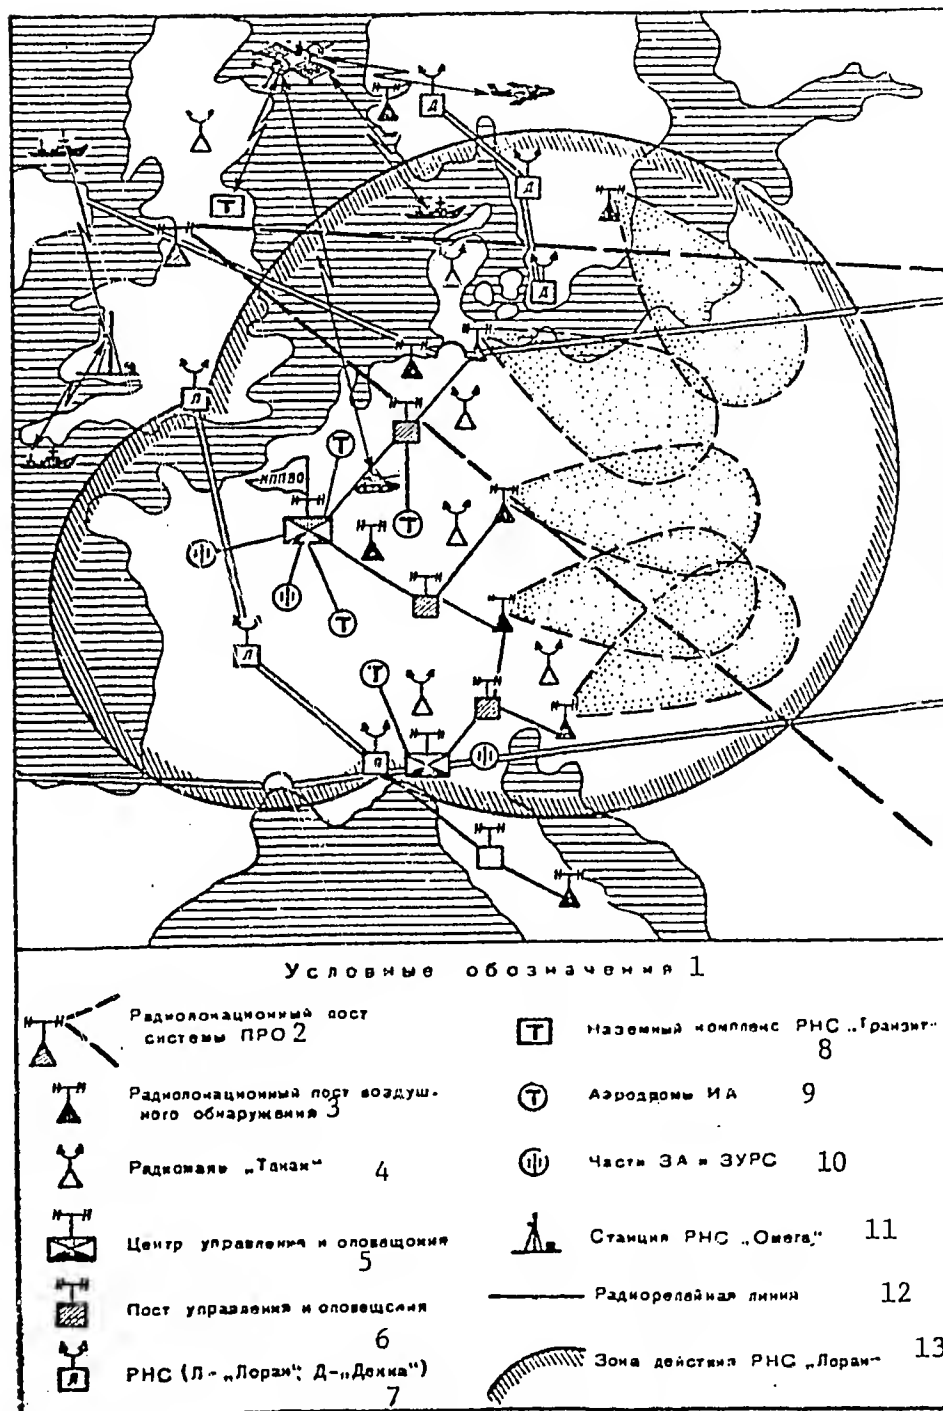 Т
Д
Д
Д
Л
КППВО
Т
Т
Т
Л
Т
Л
Условные обозначения 1
Радиолокационный пост
системы ПРО 2
Радиолокационный пост воздуш-
ного обнаружения 3
Радиомаяк „Такан" 4
Центр управления и оповещения
5
Пост управления и оповещения
6
Л
РНС (Л-„Лоран"; Д-„Декка")
7
Т
Наземный комплекс РНС „Транзит"
8
Т
Аэродромы ИА 9
Части ЗА и ЗУРС 10
Станция РНС „Омега" 11
Радиорелейная линия 12
Зона действия РНС „Лоран" 13